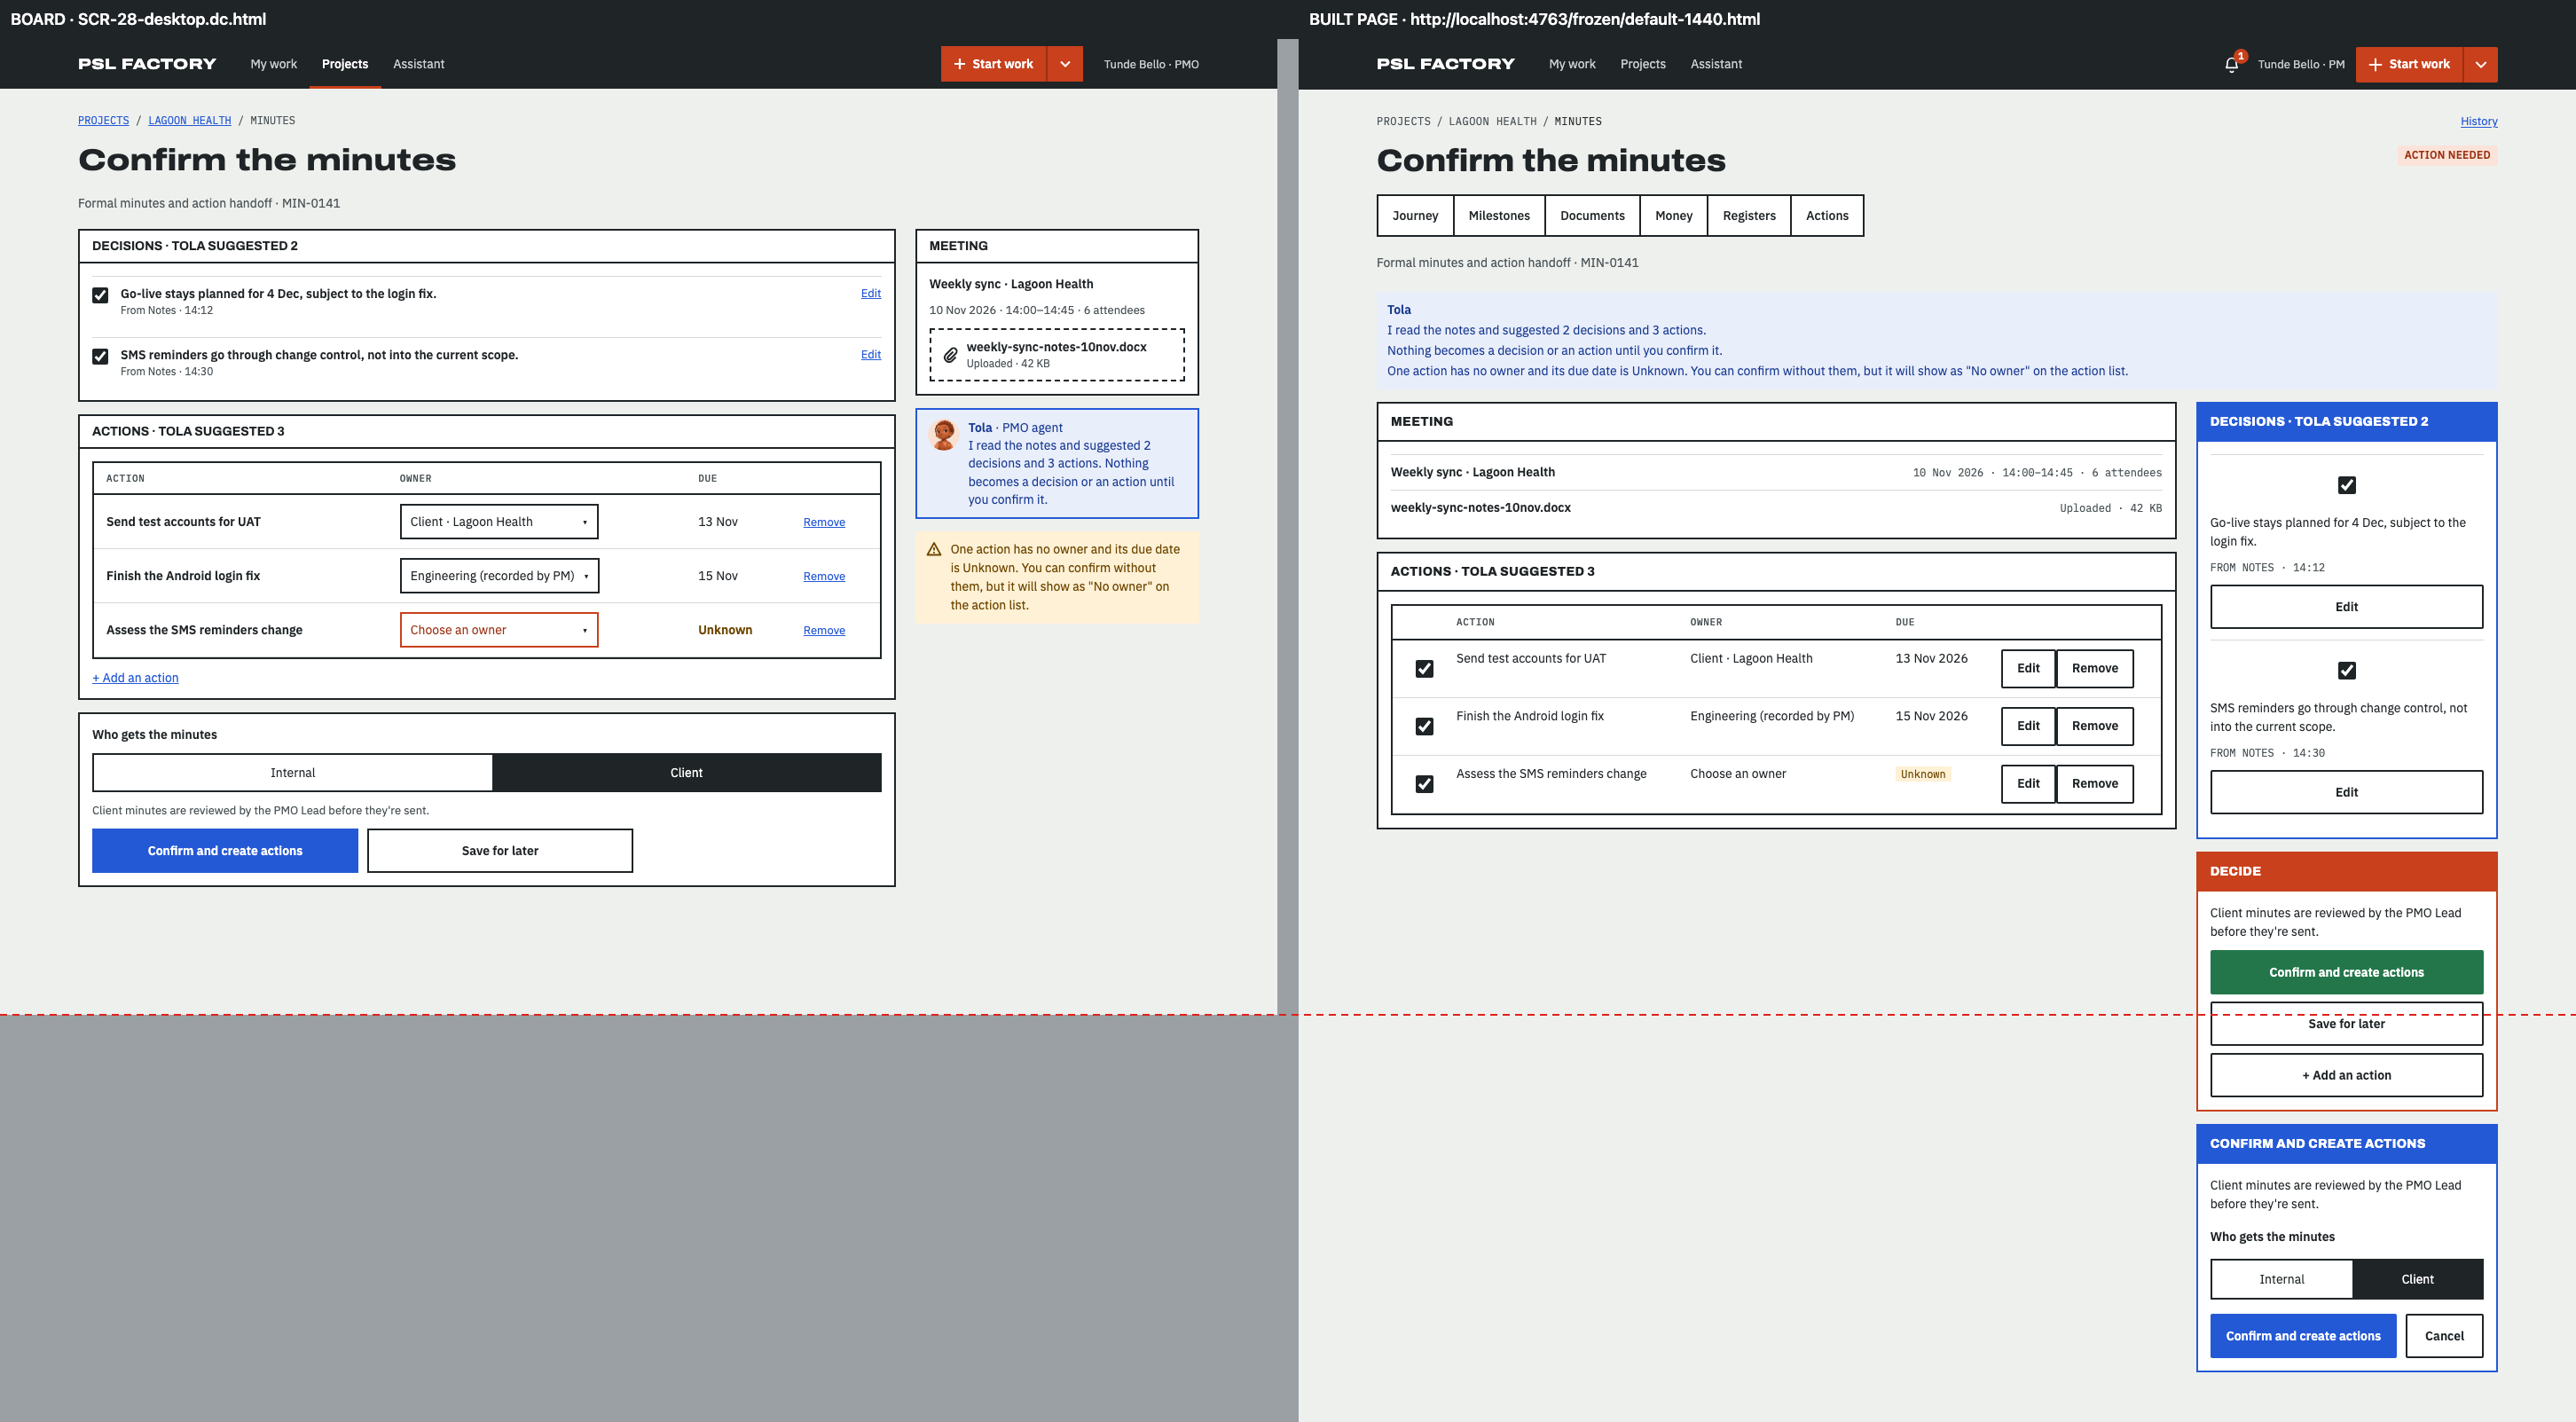 BOARD · SCR-28-desktop.dc.html
PSL FACTORY
My work
Projects
Assistant
+ Start work
Tunde Bello · PMO
PROJECTS / LAGOON HEALTH / MINUTES
Confirm the minutes
Formal minutes and action handoff · MIN-0141
DECISIONS · TOLA SUGGESTED 2
Go-live stays planned for 4 Dec, subject to the login fix.
Edit
From Notes · 14:12
SMS reminders go through change control, not into the current scope.
Edit
From Notes · 14:30
ACTIONS · TOLA SUGGESTED 3
ACTION OWNER DUE
Send test accounts for UAT
Client · Lagoon Health
13 Nov
Remove
Finish the Android login fix
Engineering (recorded by PM)
15 Nov
Remove
Assess the SMS reminders change
Choose an owner
Unknown
Remove
+ Add an action
Who gets the minutes
Internal
Client
Client minutes are reviewed by the PMO Lead before they're sent.
Confirm and create actions
Save for later
MEETING
Weekly sync · Lagoon Health
10 Nov 2026 · 14:00–14:45 · 6 attendees
weekly-sync-notes-10nov.docx
Uploaded · 42 KB
Tola · PMO agent
I read the notes and suggested 2
decisions and 3 actions. Nothing
becomes a decision or an action until
you confirm it.
One action has no owner and its due date
is Unknown. You can confirm without
them, but it will show as "No owner" on
the action list.
BUILT PAGE · http://localhost:4763/frozen/default-1440.html
PSL FACTORY
My work
Projects
Assistant
1
Tunde Bello · PM
+ Start work
PROJECTS / LAGOON HEALTH / MINUTES
History
Confirm the minutes
ACTION NEEDED
Journey
Milestones
Documents
Money
Registers
Actions
Formal minutes and action handoff · MIN-0141
Tola
I read the notes and suggested 2 decisions and 3 actions.
Nothing becomes a decision or an action until you confirm it.
One action has no owner and its due date is Unknown. You can confirm without them, but it will show as "No owner" on the action list.
MEETING
Weekly sync · Lagoon Health
10 Nov 2026 · 14:00–14:45 · 6 attendees
weekly-sync-notes-10nov.docx
Uploaded · 42 KB
ACTIONS · TOLA SUGGESTED 3
ACTION OWNER DUE
Send test accounts for UAT
Client · Lagoon Health
13 Nov 2026
Edit
Remove
Finish the Android login fix
Engineering (recorded by PM)
15 Nov 2026
Edit
Remove
Assess the SMS reminders change
Choose an owner
Unknown
Edit
Remove
DECISIONS · TOLA SUGGESTED 2
Go-live stays planned for 4 Dec, subject to the
login fix.
FROM NOTES · 14:12
Edit
SMS reminders go through change control, not
into the current scope.
FROM NOTES · 14:30
Edit
DECIDE
Client minutes are reviewed by the PMO Lead
before they're sent.
Confirm and create actions
Save for later
+ Add an action
CONFIRM AND CREATE ACTIONS
Client minutes are reviewed by the PMO Lead
before they're sent.
Who gets the minutes
Internal
Client
Confirm and create actions
Cancel